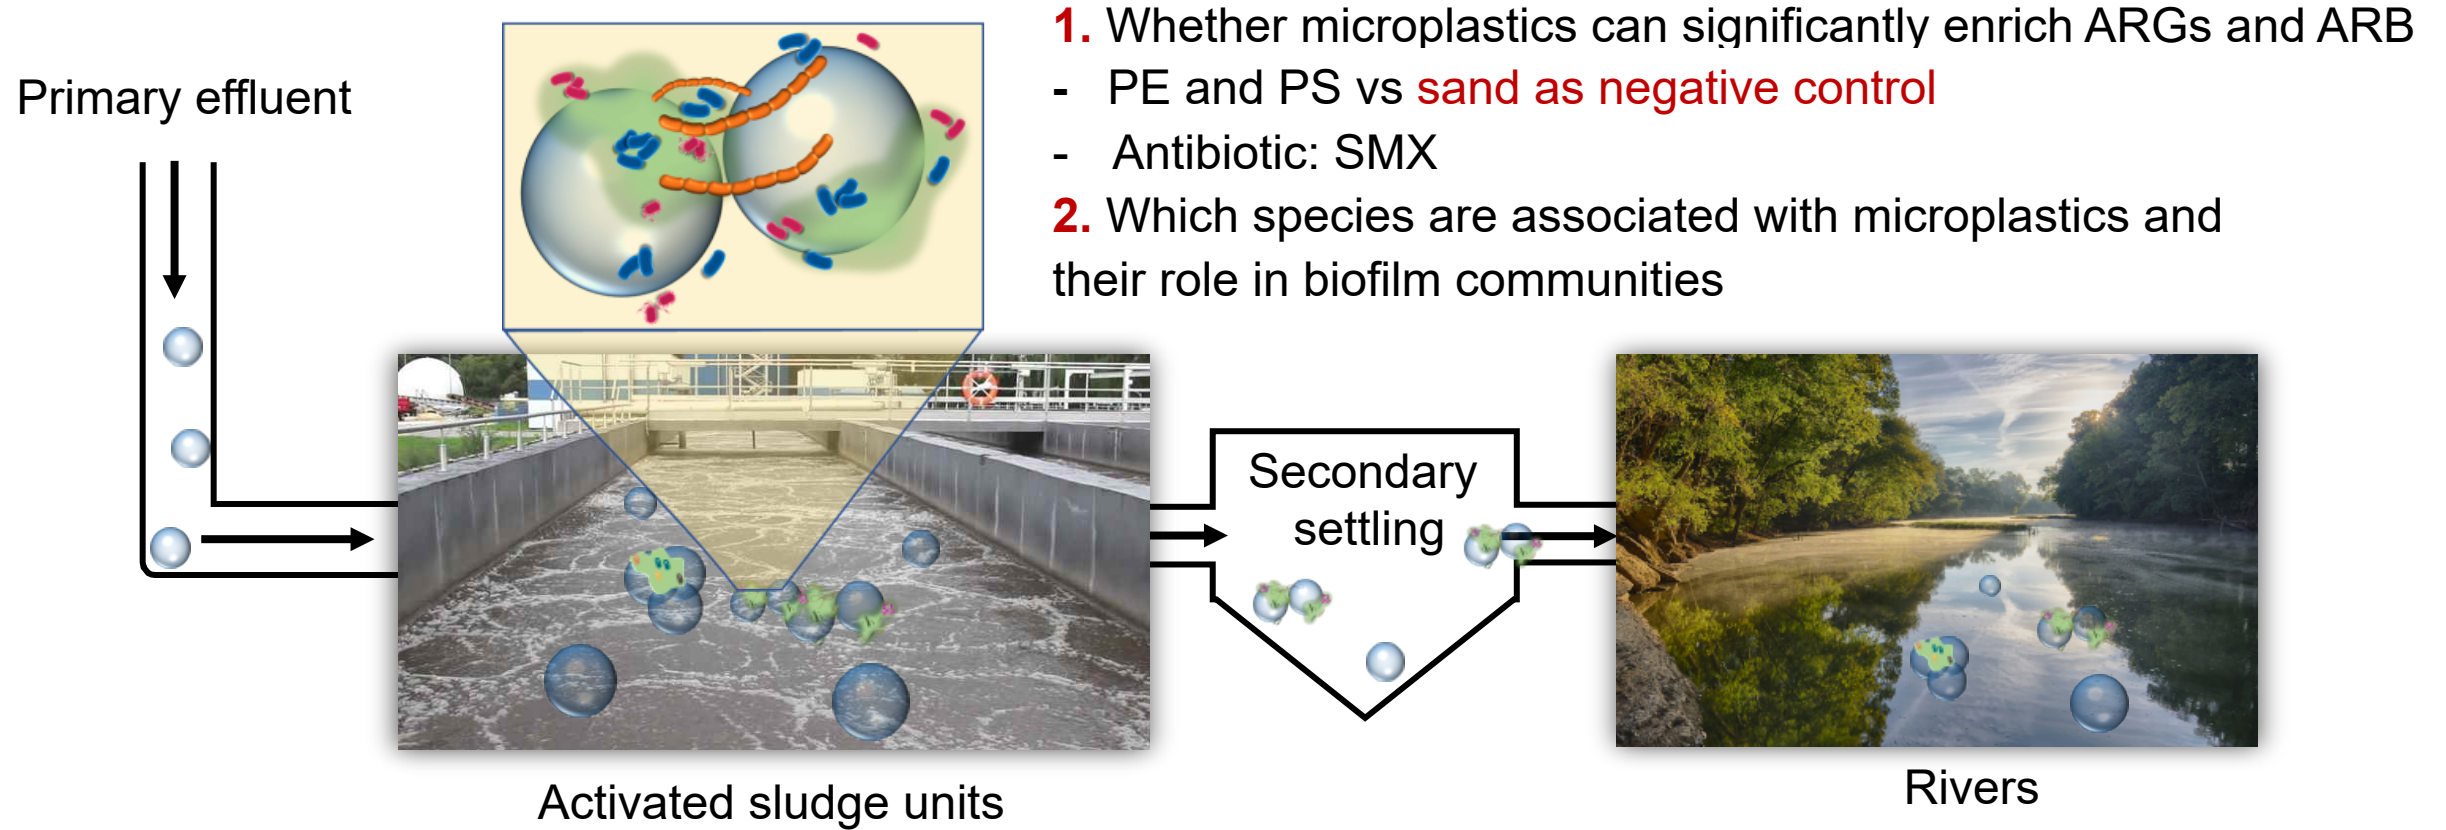 1. Whether microplastics can significantly enrich ARGs and ARB
- PE and PS vs sand as negative control
- Antibiotic: SMX
2. Which species are associated with microplastics and
their role in biofilm communities
Primary effluent
Secondary
settling
Activated sludge units
Rivers